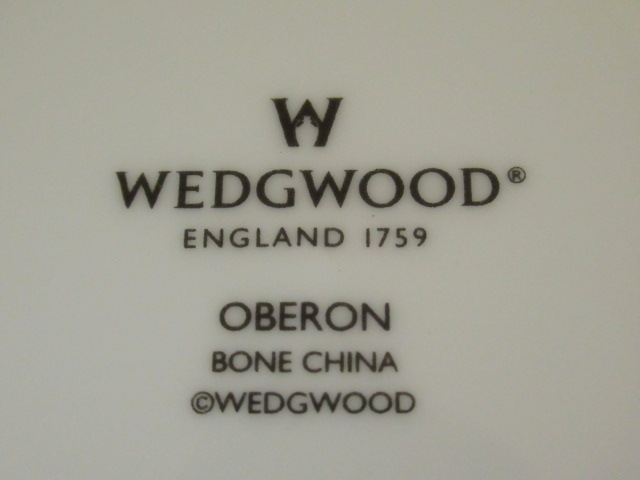 W
WEDGWOOD®
ENGLAND 1759
OBERON
BONE CHINA
©WEDGWOOD